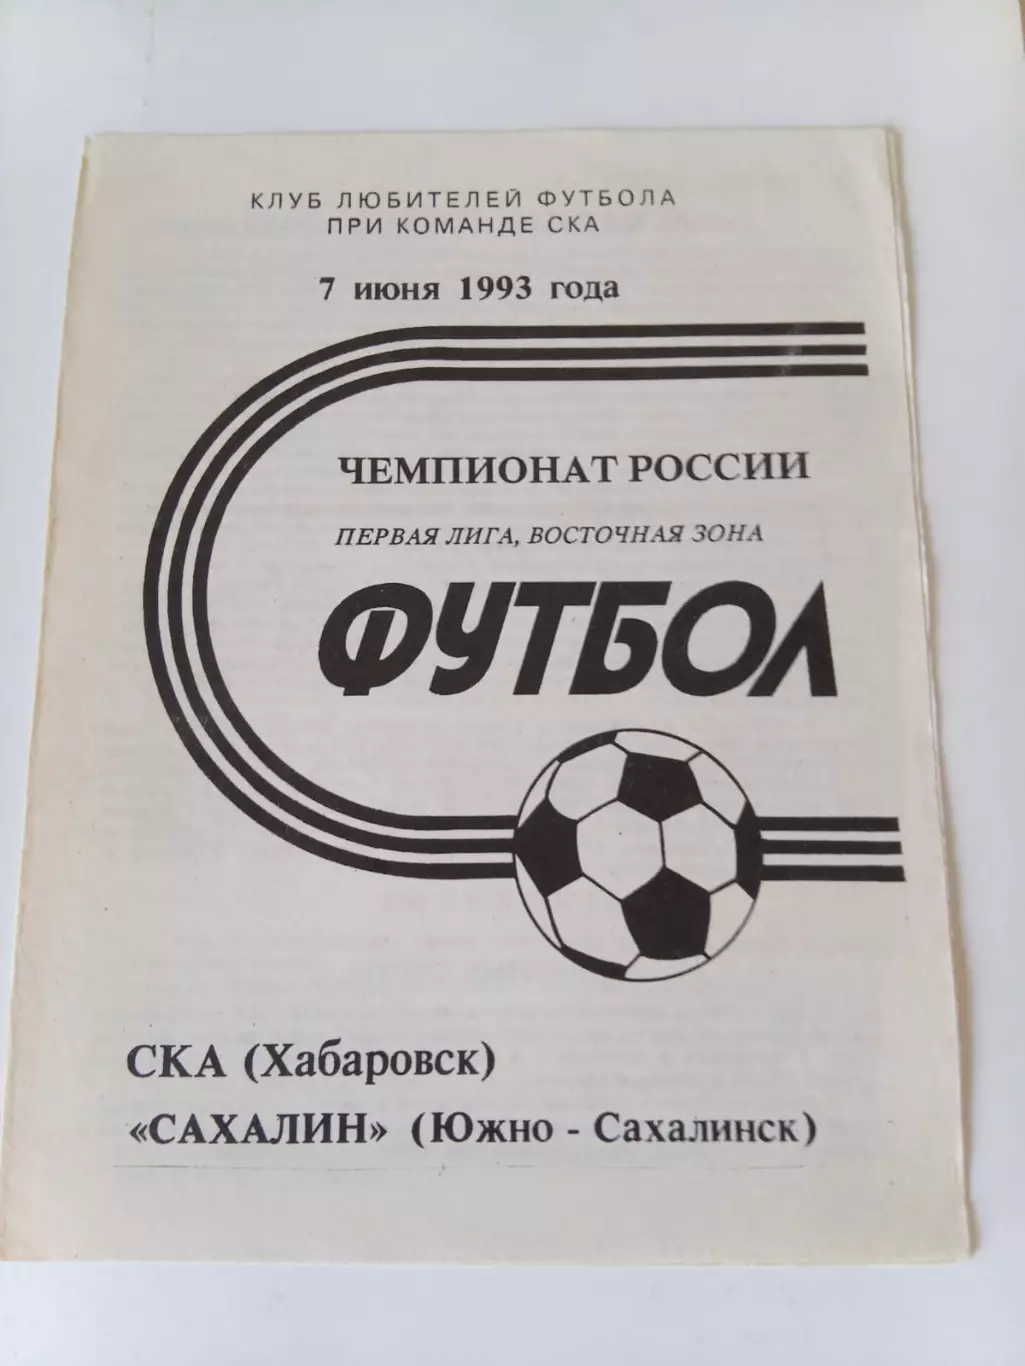 КЛУБ ЛЮБИТЕЛЕЙ ФУТБОЛА
ПРИ КОМАНДЕ СКА
7 июня 1993 года
ЧЕМПИОНАТ РОССИИ
ПЕРВАЯ ЛИГА, ВОСТОЧНАЯ ЗОНА
ФУТБОЛ
СКА (Хабаровск)
«САХАЛИН» (Южно - Сахалинск)